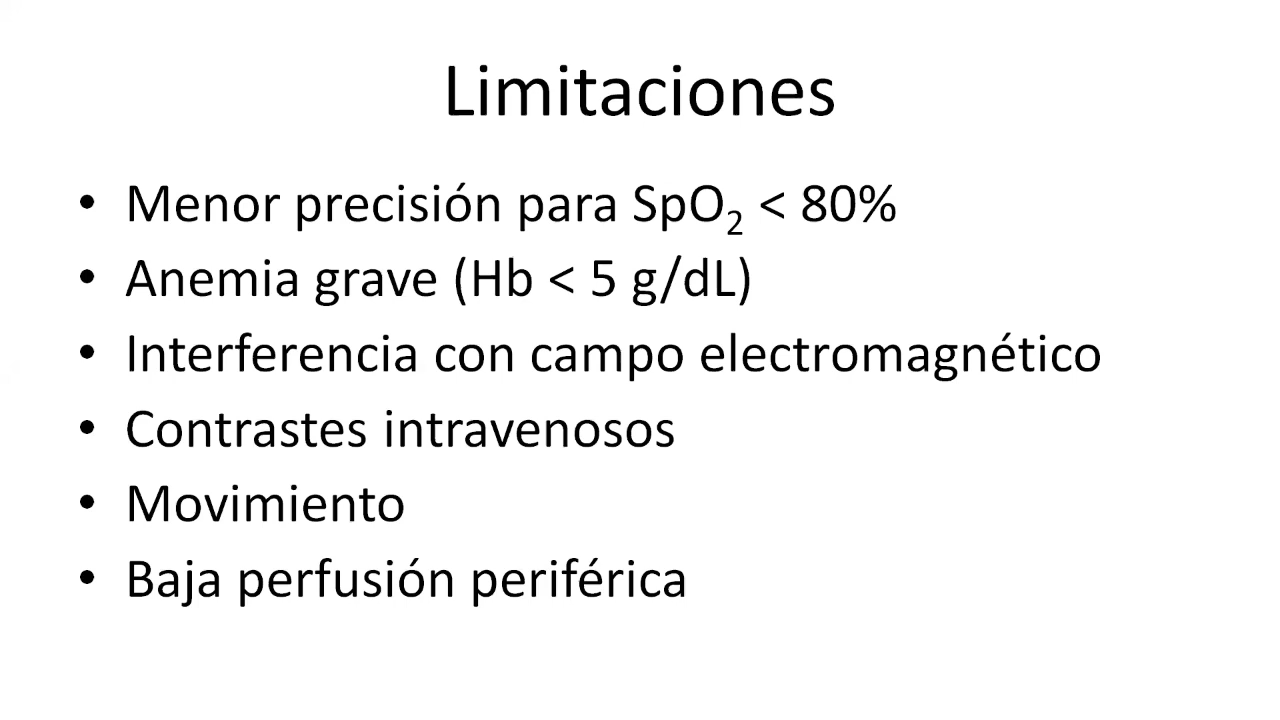 Limitaciones
• Menor precisión para SpO₂ < 80%
• Anemia grave (Hb < 5 g/dL)
• Interferencia con campo electromagnético
• Contrastes intravenosos
• Movimiento
• Baja perfusión periférica